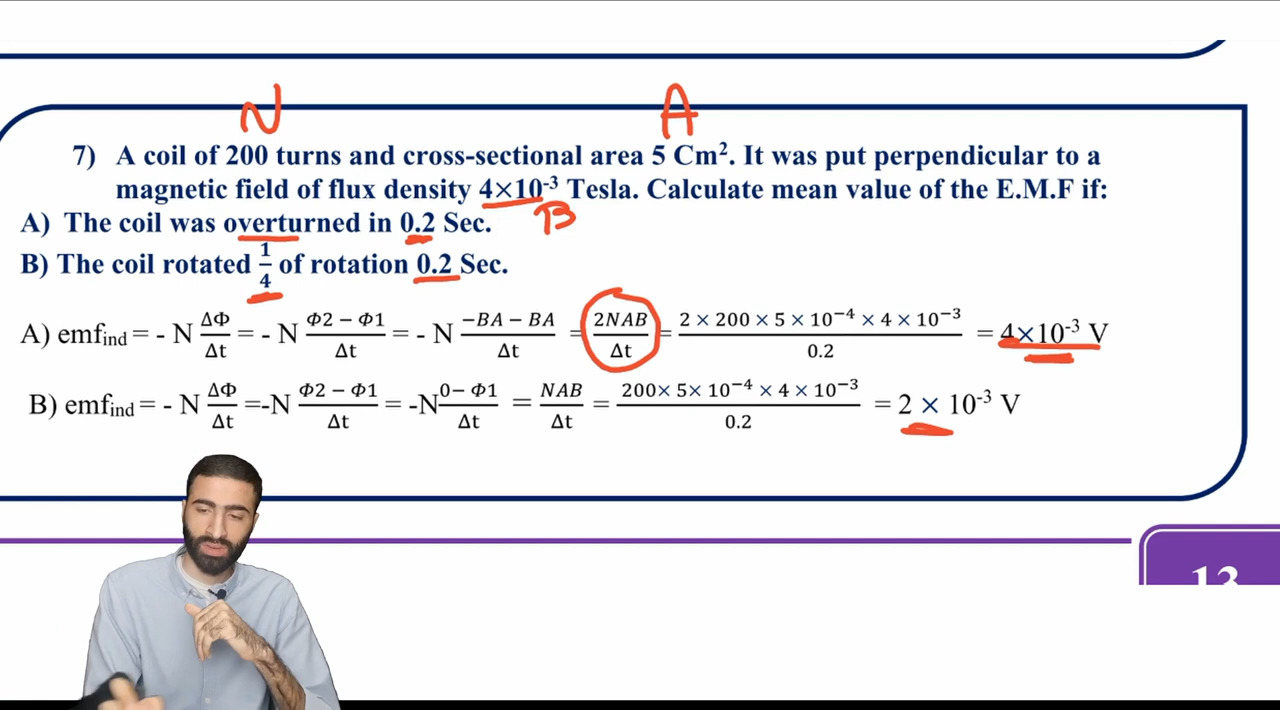 N A
7) A coil of 200 turns and cross-sectional area 5 Cm². It was put perpendicular to a
magnetic field of flux density 4×10⁻³ Tesla. Calculate mean value of the E.M.F if:
B
A) The coil was overturned in 0.2 Sec.
B) The coil rotated 1/4 of rotation 0.2 Sec.
A) emf_ind = - N ΔΦ/Δt = - N (Φ2 − Φ1)/Δt = - N (−BA − BA)/Δt = 2NAB/Δt = (2 × 200 × 5 × 10⁻⁴ × 4 × 10⁻³)/0.2 = 4×10⁻³ V
B) emf_ind = - N ΔΦ/Δt =-N (Φ2 − Φ1)/Δt = -N (0− Φ1)/Δt = NAB/Δt = (200× 5× 10⁻⁴ × 4 × 10⁻³)/0.2 = 2 × 10⁻³ V
13